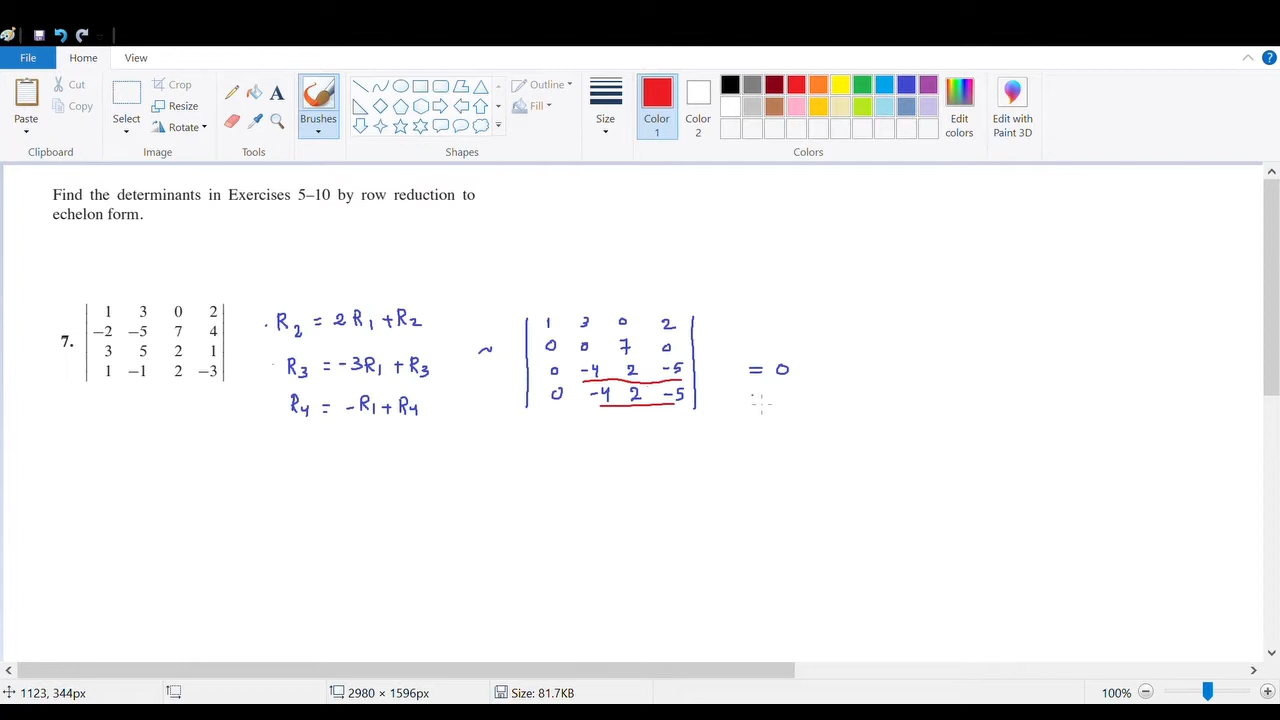 File Home View
Paste Cut Copy Select Crop Resize Rotate Brushes Outline Fill Size Color 1 Color 2 Edit colors Edit with Paint 3D
Clipboard Image Tools Shapes Colors
Find the determinants in Exercises 5–10 by row reduction to
echelon form.
7.
1 3 0 2
−2 −5 7 4
3 5 2 1
1 −1 2 −3
R2 = 2R1 + R2
R3 = -3R1 + R3
R4 = -R1 + R4
~
1 3 0 2
0 0 7 0
0 -4 2 -5
0 -4 2 -5
= 0
1123, 344px 2980 × 1596px Size: 81.7KB 100%